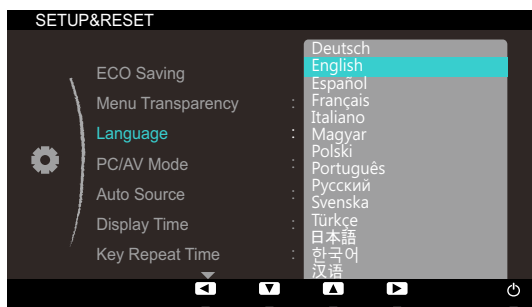 SETUP&RESET
ECO Saving
Menu Transparency :
Language :
PC/AV Mode :
Auto Source :
Display Time :
Key Repeat Time :
Deutsch
English
Español
Français
Italiano
Magyar
Polski
Português
Русский
Svenska
Türkçe
日本語
한국어
汉语